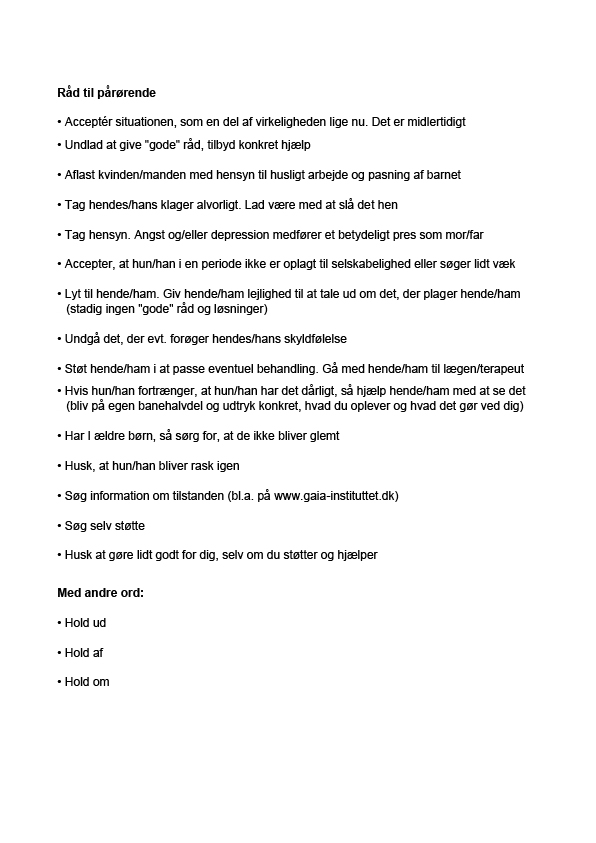 Råd til pårørende
• Acceptér situationen, som en del af virkeligheden lige nu. Det er midlertidigt
• Undlad at give "gode" råd, tilbyd konkret hjælp
• Aflast kvinden/manden med hensyn til husligt arbejde og pasning af barnet
• Tag hendes/hans klager alvorligt. Lad være med at slå det hen
• Tag hensyn. Angst og/eller depression medfører et betydeligt pres som mor/far
• Accepter, at hun/han i en periode ikke er oplagt til selskabelighed eller søger lidt væk
• Lyt til hende/ham. Giv hende/ham lejlighed til at tale ud om det, der plager hende/ham
(stadig ingen "gode" råd og løsninger)
• Undgå det, der evt. forøger hendes/hans skyldfølelse
• Støt hende/ham i at passe eventuel behandling. Gå med hende/ham til lægen/terapeut
• Hvis hun/han fortrænger, at hun/han har det dårligt, så hjælp hende/ham med at se det
(bliv på egen banehalvdel og udtryk konkret, hvad du oplever og hvad det gør ved dig)
• Har I ældre børn, så sørg for, at de ikke bliver glemt
• Husk, at hun/han bliver rask igen
• Søg information om tilstanden (bl.a. på www.gaia-instituttet.dk)
• Søg selv støtte
• Husk at gøre lidt godt for dig, selv om du støtter og hjælper
Med andre ord:
• Hold ud
• Hold af
• Hold om